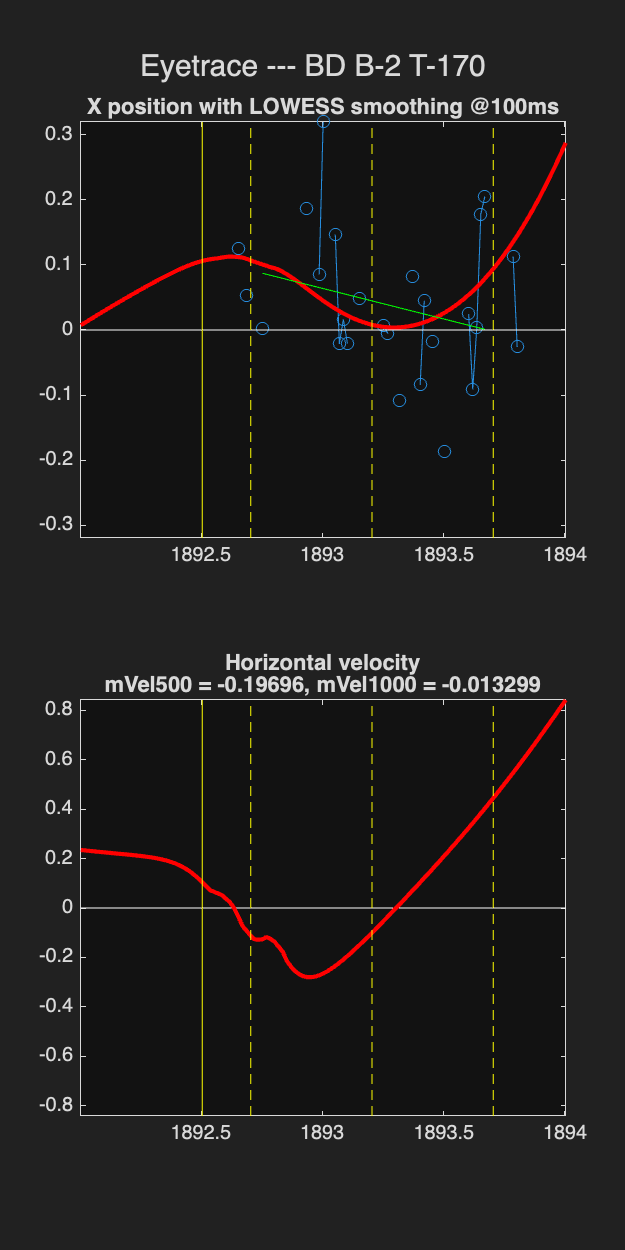 Eyetrace --- BD B-2 T-170
X position with LOWESS smoothing @100ms
0.3
0.2
0.1
0
-0.1
-0.2
-0.3
1892.5 1893 1893.5 1894
Horizontal velocity
mVel500 = -0.19696, mVel1000 = -0.013299
0.8
0.6
0.4
0.2
0
-0.2
-0.4
-0.6
-0.8
1892.5 1893 1893.5 1894